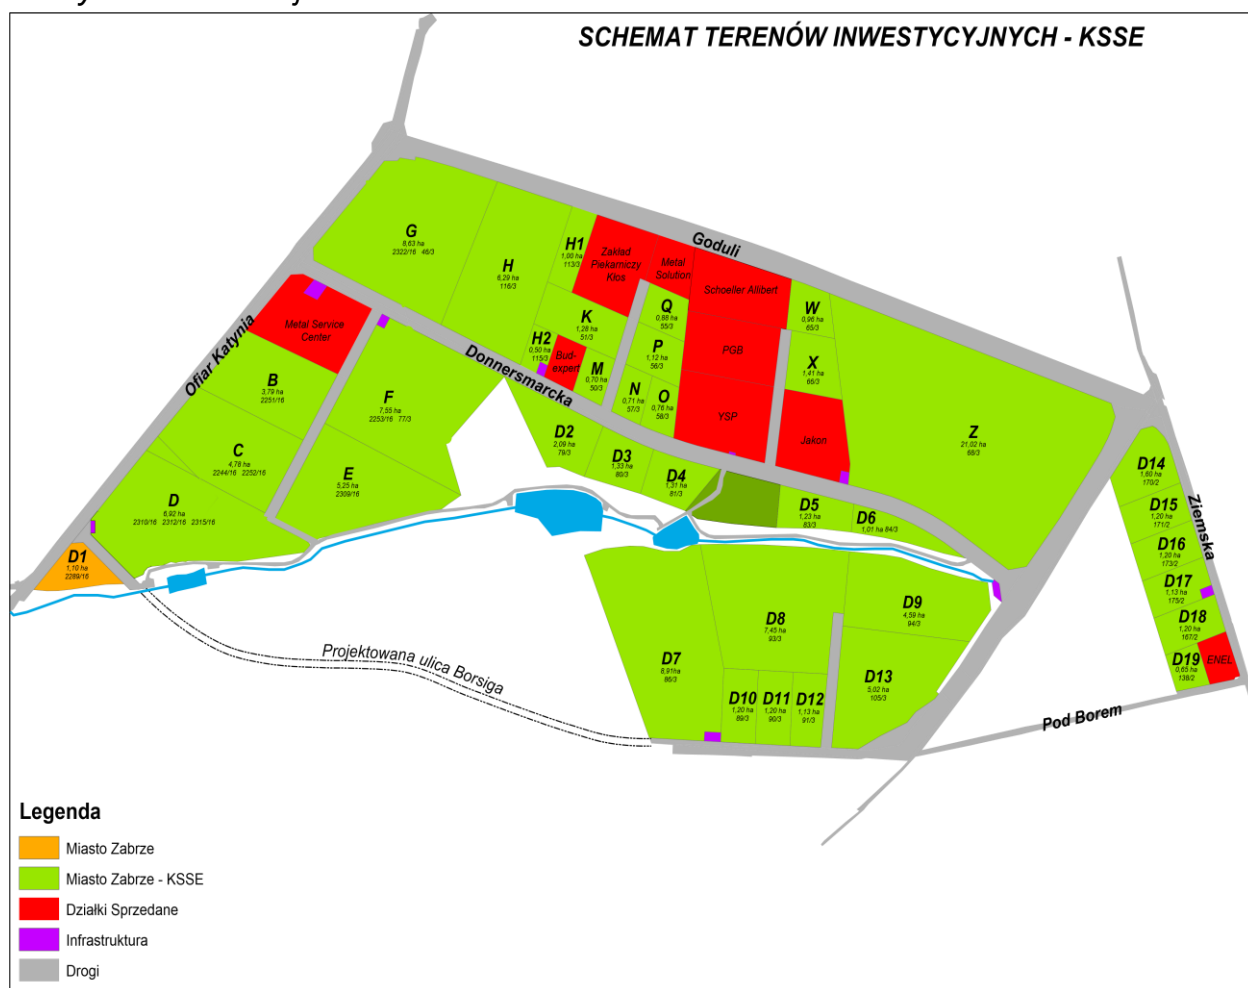 SCHEMAT TERENÓW INWESTYCYJNYCH - KSSE
Goduli
Ofiar Katynia
Donnersmarcka
Ziemska
Pod Borem
Projektowana ulica Borsiga
G
8,63 ha
2322/16 46/3
H
6,29 ha
116/3
H1
1,00 ha
113/3
Zakład
Piekarniczy
Kłos
Metal
Solution
Schoeller Allibert
W
0,96 ha
65/3
Q
0,88 ha
55/3
K
1,28 ha
51/3
H2
0,50 ha
115/3
Bud-
expert
M
0,70 ha
50/3
P
1,12 ha
56/3
PGB
X
1,41 ha
66/3
N
0,71 ha
57/3
O
0,76 ha
58/3
YSP
Jakon
Z
21,02 ha
68/3
Metal Service
Center
B
3,79 ha
2251/16
F
7,55 ha
2253/16 77/3
C
4,78 ha
2244/16 2252/16
E
5,25 ha
2309/16
D
6,92 ha
2310/16 2312/16 2315/16
D1
1,10 ha
2289/16
D2
2,09 ha
79/3
D3
1,33 ha
80/3
D4
1,31 ha
81/3
D5
1,23 ha
83/3
D6
1,01 ha 84/3
D7
8,91ha
86/3
D8
7,45 ha
93/3
D9
4,59 ha
94/3
D10
1,20 ha
89/3
D11
1,20 ha
90/3
D12
1,13 ha
91/3
D13
5,02 ha
105/3
D14
1,60 ha
170/2
D15
1,20 ha
171/2
D16
1,20 ha
173/2
D17
1,13 ha
175/2
D18
1,20 ha
167/2
D19
0,65 ha
138/2
ENEL
Legenda
Miasto Zabrze
Miasto Zabrze - KSSE
Działki Sprzedane
Infrastruktura
Drogi